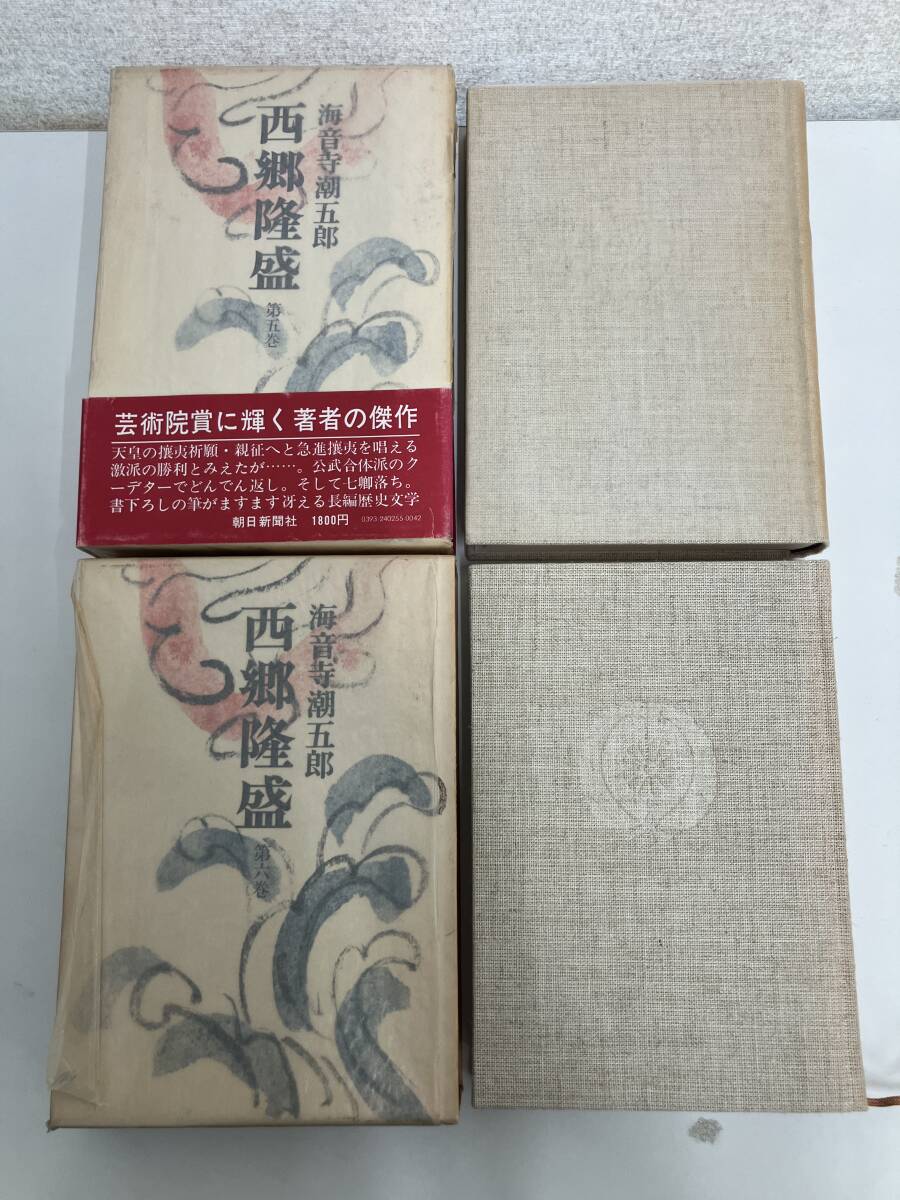 海音寺潮五郎
西郷隆盛
第五巻
芸術院賞に輝く著者の傑作
天皇の攘夷祈願・親征へと急進攘夷を唱える
激派の勝利とみえたが……。公武合体派のク
ーデターでどんでん返し。そして七卿落ち。
書下ろしの筆がますます冴える長編歴史文学
朝日新聞社 1800円 0393-240255-0042
海音寺潮五郎
西郷隆盛
第六巻